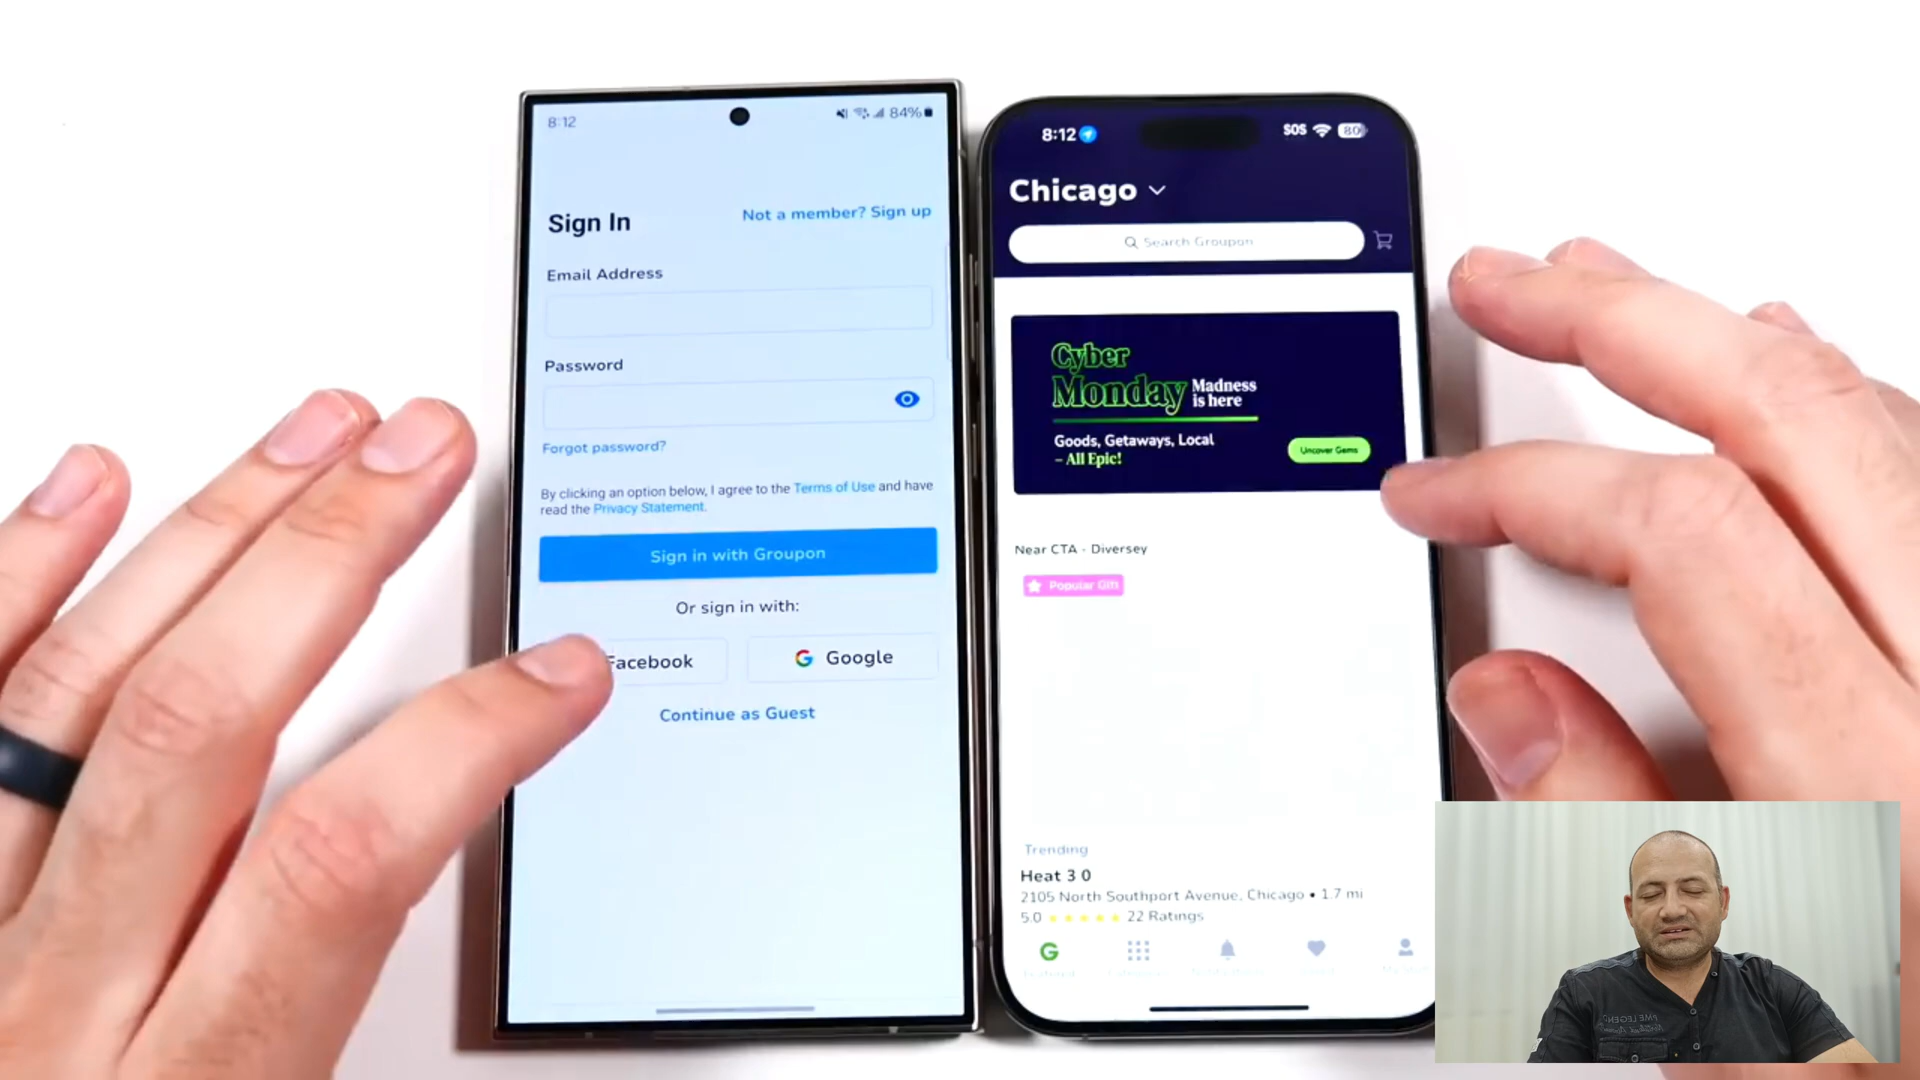 8:12
84%
Sign In
Not a member? Sign up
Email Address
Password
Forgot password?
By clicking an option below, I agree to the Terms of Use and have
read the Privacy Statement.
Sign in with Groupon
Or sign in with:
Facebook
Google
Continue as Guest
8:12
SOS
80
Chicago
Search Groupon
Cyber
Monday
Madness
is here
Goods, Getaways, Local
– All Epic!
Uncover Gems
Near CTA - Diversey
Popular Gift
Trending
Heat 3 0
2105 North Southport Avenue, Chicago • 1.7 mi
5.0
22 Ratings
G